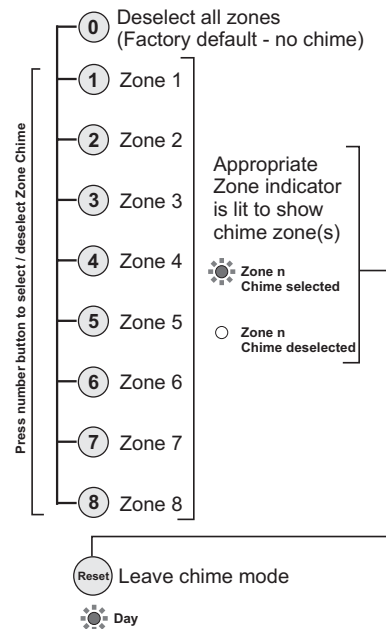 0 Deselect all zones
(Factory default - no chime)
Press number button to select / deselect Zone Chime
1 Zone 1
2 Zone 2
3 Zone 3
4 Zone 4
5 Zone 5
6 Zone 6
7 Zone 7
8 Zone 8
Appropriate
Zone indicator
is lit to show
chime zone(s)
Zone n
Chime selected
Zone n
Chime deselected
Reset Leave chime mode
Day